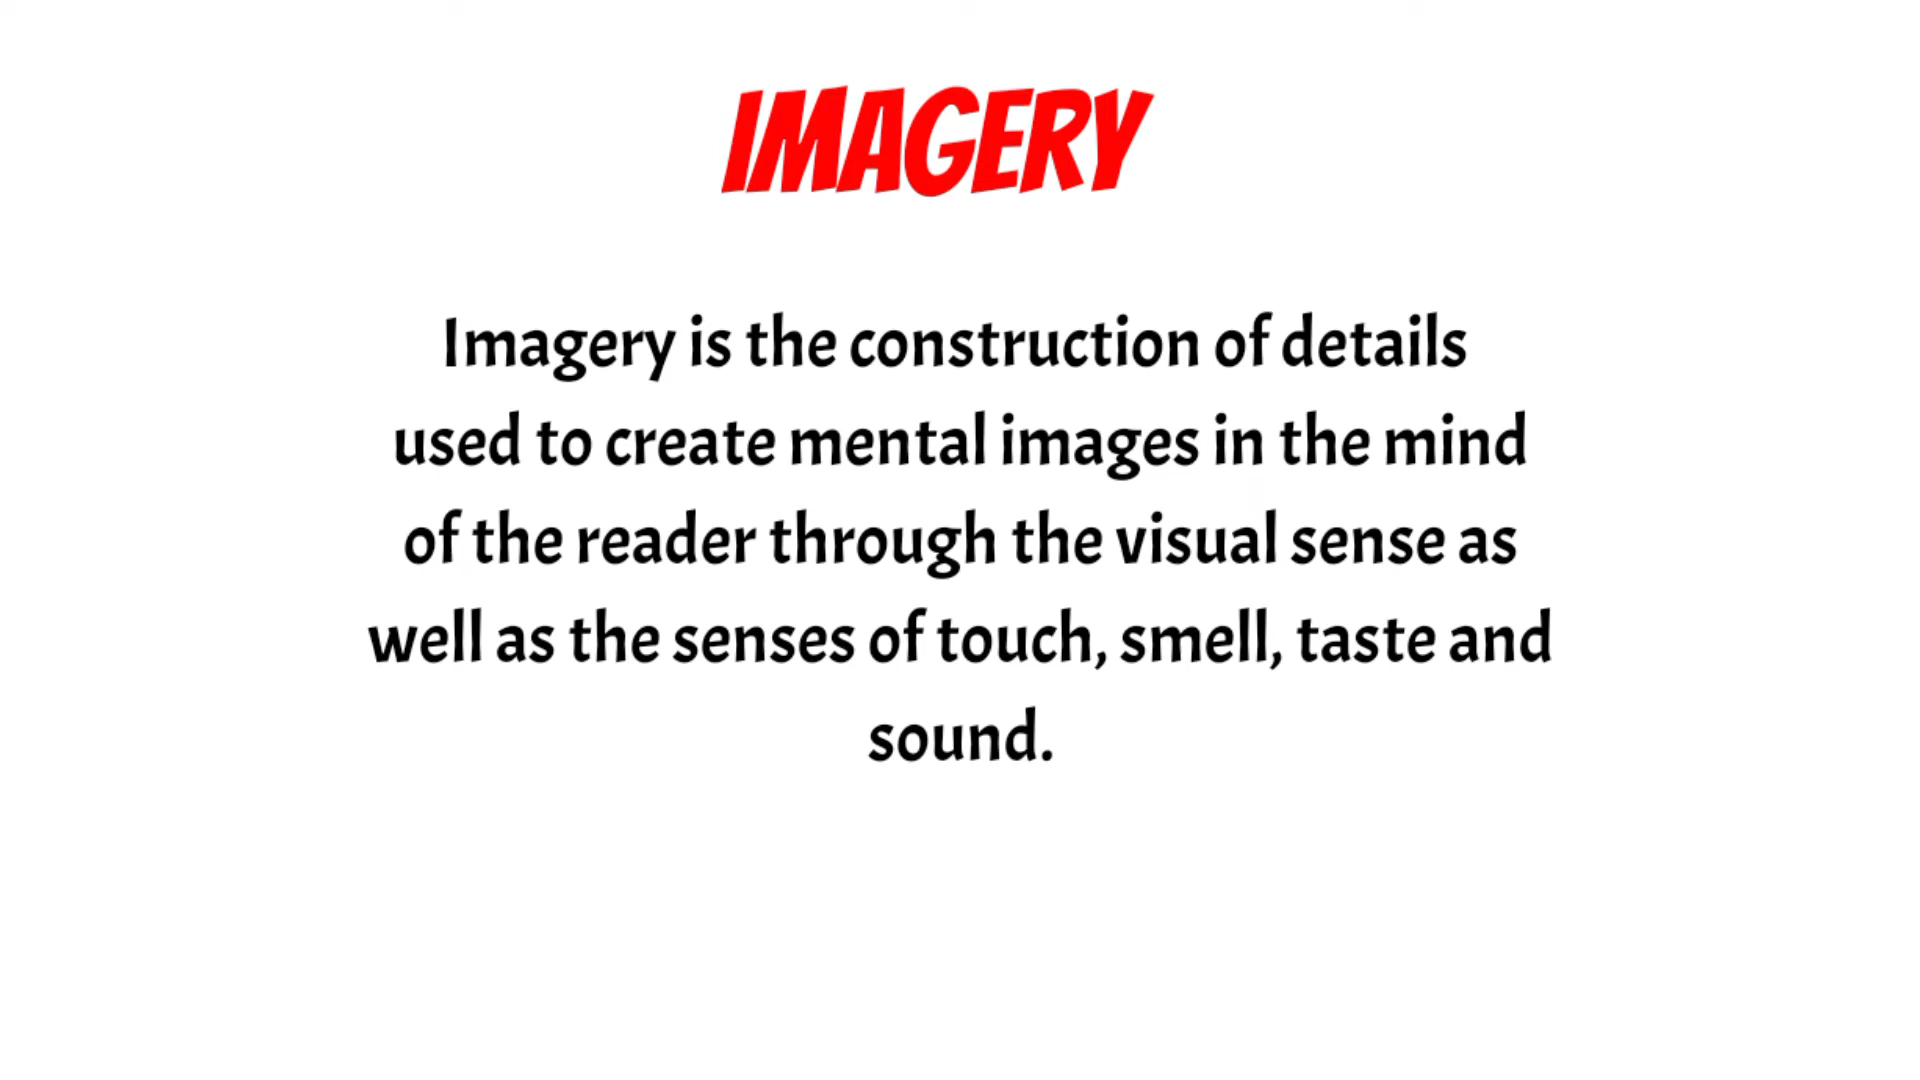 IMAGERY
Imagery is the construction of details
used to create mental images in the mind
of the reader through the visual sense as
well as the senses of touch, smell, taste and
sound.